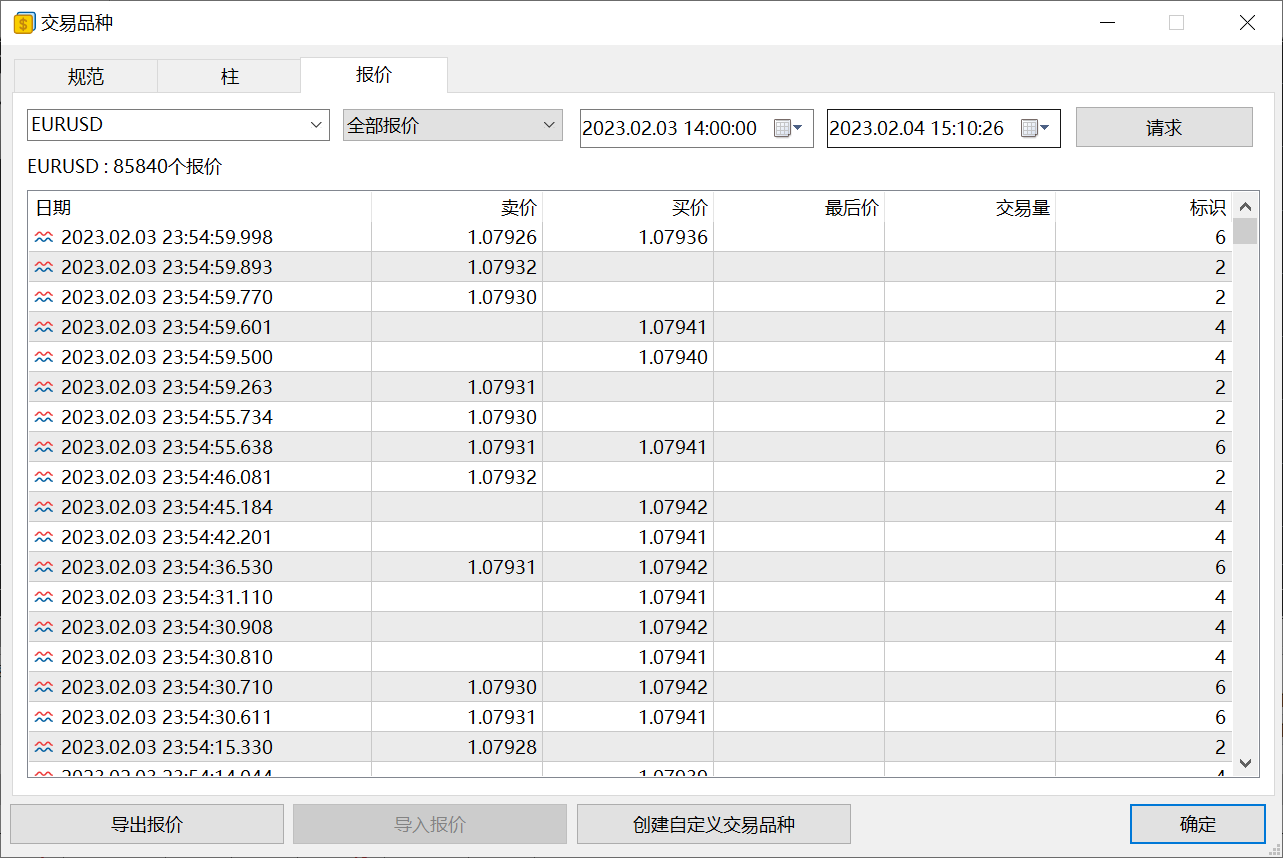 交易品种
规范 柱 报价
EURUSD 全部报价 2023.02.03 14:00:00 2023.02.04 15:10:26 请求
EURUSD : 85840个报价
日期 卖价 买价 最后价 交易量 标识
2023.02.03 23:54:59.998 1.07926 1.07936 6
2023.02.03 23:54:59.893 1.07932 2
2023.02.03 23:54:59.770 1.07930 2
2023.02.03 23:54:59.601 1.07941 4
2023.02.03 23:54:59.500 1.07940 4
2023.02.03 23:54:59.263 1.07931 2
2023.02.03 23:54:55.734 1.07930 2
2023.02.03 23:54:55.638 1.07931 1.07941 6
2023.02.03 23:54:46.081 1.07932 2
2023.02.03 23:54:45.184 1.07942 4
2023.02.03 23:54:42.201 1.07941 4
2023.02.03 23:54:36.530 1.07931 1.07942 6
2023.02.03 23:54:31.110 1.07941 4
2023.02.03 23:54:30.908 1.07942 4
2023.02.03 23:54:30.810 1.07941 4
2023.02.03 23:54:30.710 1.07930 1.07942 6
2023.02.03 23:54:30.611 1.07931 1.07941 6
2023.02.03 23:54:15.330 1.07928 2
2023.02.03 23:54:14.044 1.07939 4
导出报价 导入报价 创建自定义交易品种 确定